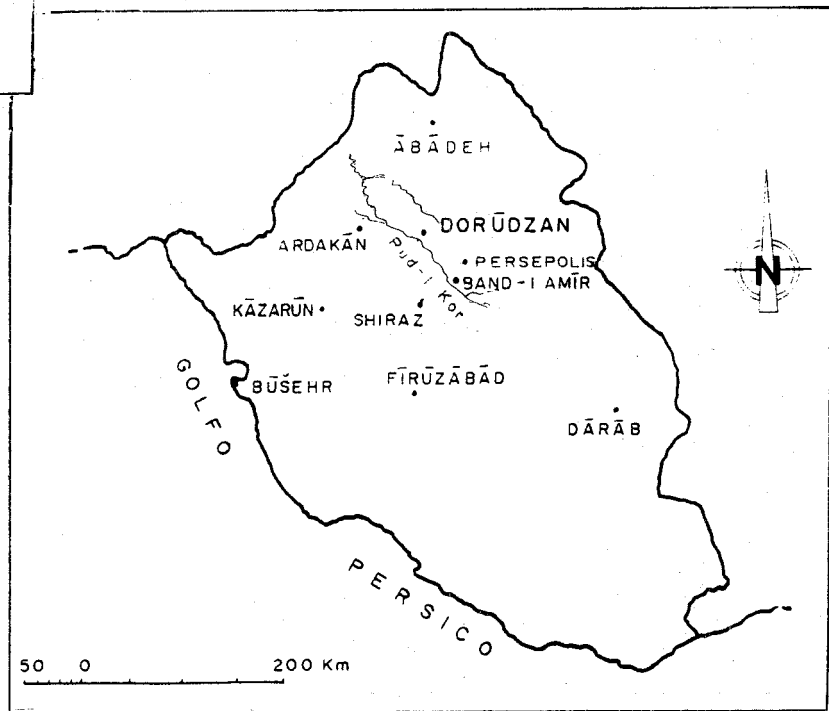 ĀBĀDEH
DORŪDZAN
ARDAKĀN
PERSEPOLIS
Rud-i Kor
BAND-I AMĪR
KĀZARŪN
SHIRAZ
N
GOLFO
BŪŠEHR
FĪRŪZĀBĀD
DĀRĀB
PERSICO
50 0 200 Km